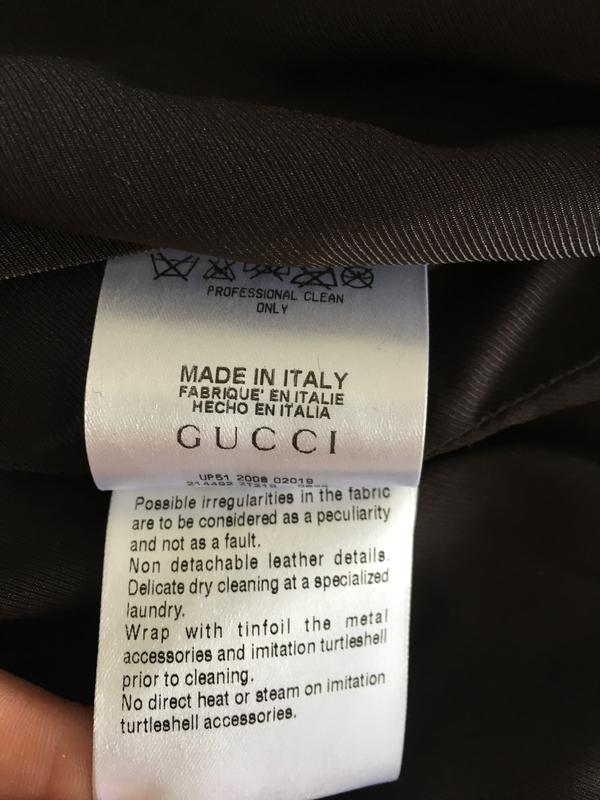 PROFESSIONAL CLEAN
ONLY
MADE IN ITALY
FABRIQUE' EN ITALIE
HECHO EN ITALIA
GUCCI
UP51 2008 02019
Possible irregularities in the fabric
are to be considered as a peculiarity
and not as a fault.
Non detachable leather details.
Delicate dry cleaning at a specialized
laundry.
Wrap with tinfoil the metal
accessories and imitation turtleshell
prior to cleaning.
No direct heat or steam on imitation
turtleshell accessories.